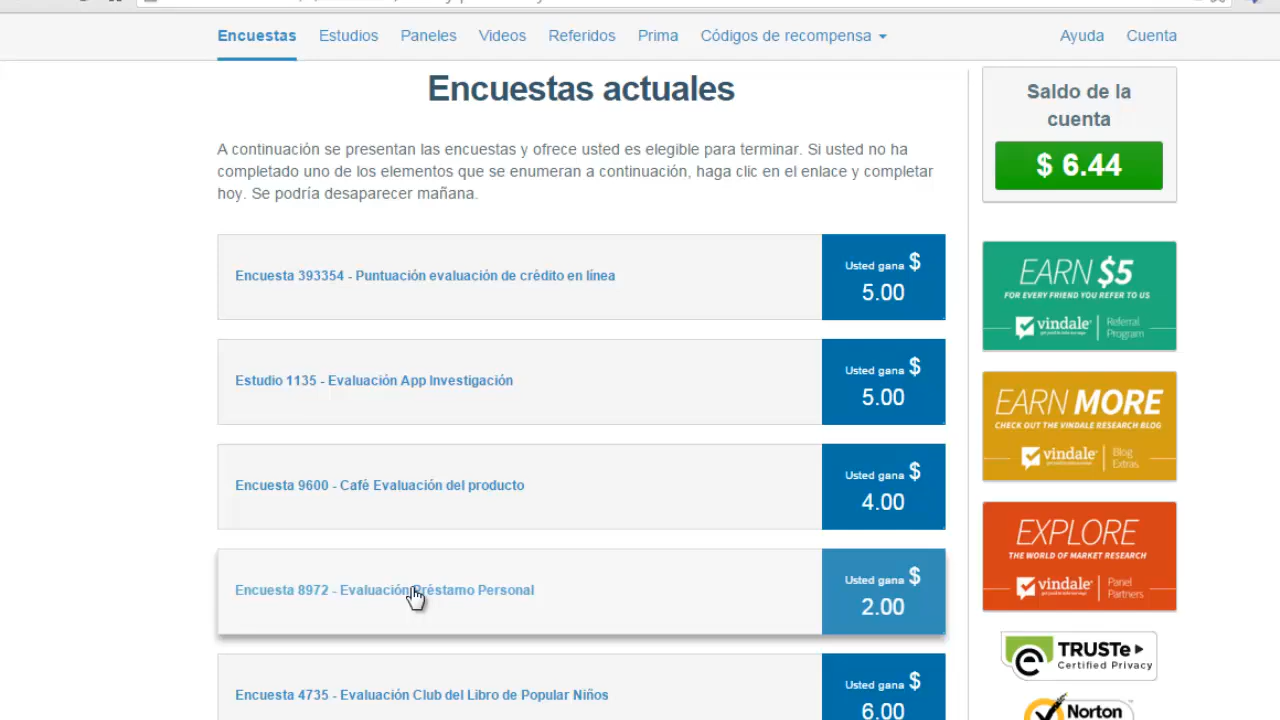 Encuestas Estudios Paneles Videos Referidos Prima Códigos de recompensa Ayuda Cuenta
Encuestas actuales
A continuación se presentan las encuestas y ofrece usted es elegible para terminar. Si usted no ha
completado uno de los elementos que se enumeran a continuación, haga clic en el enlace y completar
hoy. Se podría desaparecer mañana.
Encuesta 393354 - Puntuación evaluación de crédito en línea
Usted gana $
5.00
Estudio 1135 - Evaluación App Investigación
Usted gana $
5.00
Encuesta 9600 - Café Evaluación del producto
Usted gana $
4.00
Encuesta 8972 - Evaluación Préstamo Personal
Usted gana $
2.00
Encuesta 4735 - Evaluación Club del Libro de Popular Niños
Usted gana $
6.00
Saldo de la
cuenta
$ 6.44
EARN $5
FOR EVERY FRIEND YOU REFER TO US
vindale
Referral
Program
EARN MORE
CHECK OUT THE VINDALE RESEARCH BLOG
vindale
Blog
Extras
EXPLORE
THE WORLD OF MARKET RESEARCH
vindale
Panel
Partners
TRUSTe
Certified Privacy
Norton